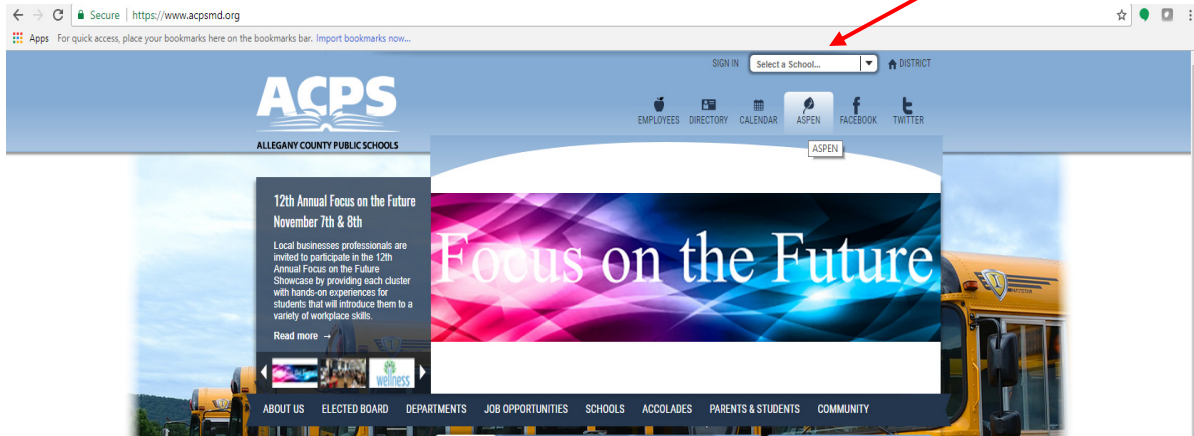 Secure | https://www.acpsmd.org
Apps For quick access, place your bookmarks here on the bookmarks bar. Import bookmarks now...
SIGN IN Select a School... DISTRICT
ACPS
ALLEGANY COUNTY PUBLIC SCHOOLS
EMPLOYEES DIRECTORY CALENDAR ASPEN FACEBOOK TWITTER
ASPEN
12th Annual Focus on the Future
November 7th & 8th
Local businesses professionals are
invited to participate in the 12th
Annual Focus on the Future
Showcase by providing each cluster
with hands-on experiences for
students that will introduce them to a
variety of workplace skills.
Read more →
Focus on the Future
wellness
ABOUT US ELECTED BOARD DEPARTMENTS JOB OPPORTUNITIES SCHOOLS ACCOLADES PARENTS & STUDENTS COMMUNITY